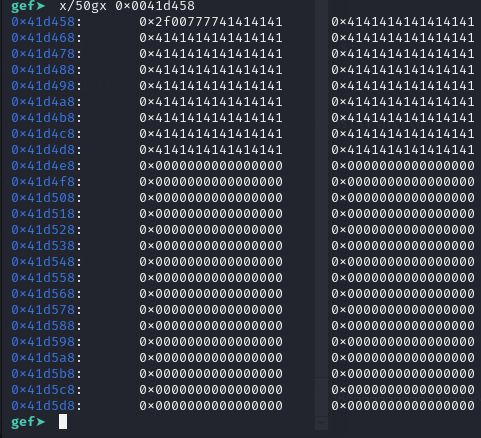 gef➤ x/50gx 0x0041d458
0x41d458: 0x2f00777741414141 0x4141414141414141
0x41d468: 0x4141414141414141 0x4141414141414141
0x41d478: 0x4141414141414141 0x4141414141414141
0x41d488: 0x4141414141414141 0x4141414141414141
0x41d498: 0x4141414141414141 0x4141414141414141
0x41d4a8: 0x4141414141414141 0x4141414141414141
0x41d4b8: 0x4141414141414141 0x4141414141414141
0x41d4c8: 0x4141414141414141 0x4141414141414141
0x41d4d8: 0x4141414141414141 0x4141414141414141
0x41d4e8: 0x0000000000000000 0x0000000000000000
0x41d4f8: 0x0000000000000000 0x0000000000000000
0x41d508: 0x0000000000000000 0x0000000000000000
0x41d518: 0x0000000000000000 0x0000000000000000
0x41d528: 0x0000000000000000 0x0000000000000000
0x41d538: 0x0000000000000000 0x0000000000000000
0x41d548: 0x0000000000000000 0x0000000000000000
0x41d558: 0x0000000000000000 0x0000000000000000
0x41d568: 0x0000000000000000 0x0000000000000000
0x41d578: 0x0000000000000000 0x0000000000000000
0x41d588: 0x0000000000000000 0x0000000000000000
0x41d598: 0x0000000000000000 0x0000000000000000
0x41d5a8: 0x0000000000000000 0x0000000000000000
0x41d5b8: 0x0000000000000000 0x0000000000000000
0x41d5c8: 0x0000000000000000 0x0000000000000000
0x41d5d8: 0x0000000000000000 0x0000000000000000
gef➤